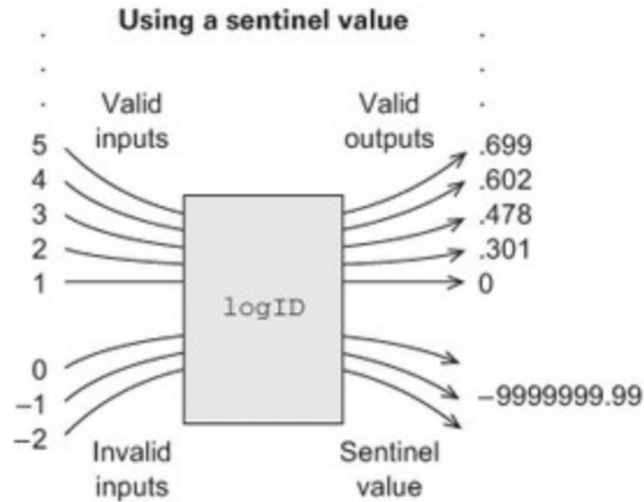 Using a sentinel value
Valid inputs
Valid outputs
5
.699
4
.602
3
.478
2
.301
1
0
logID
0
-1
–9999999.99
-2
Invalid inputs
Sentinel value